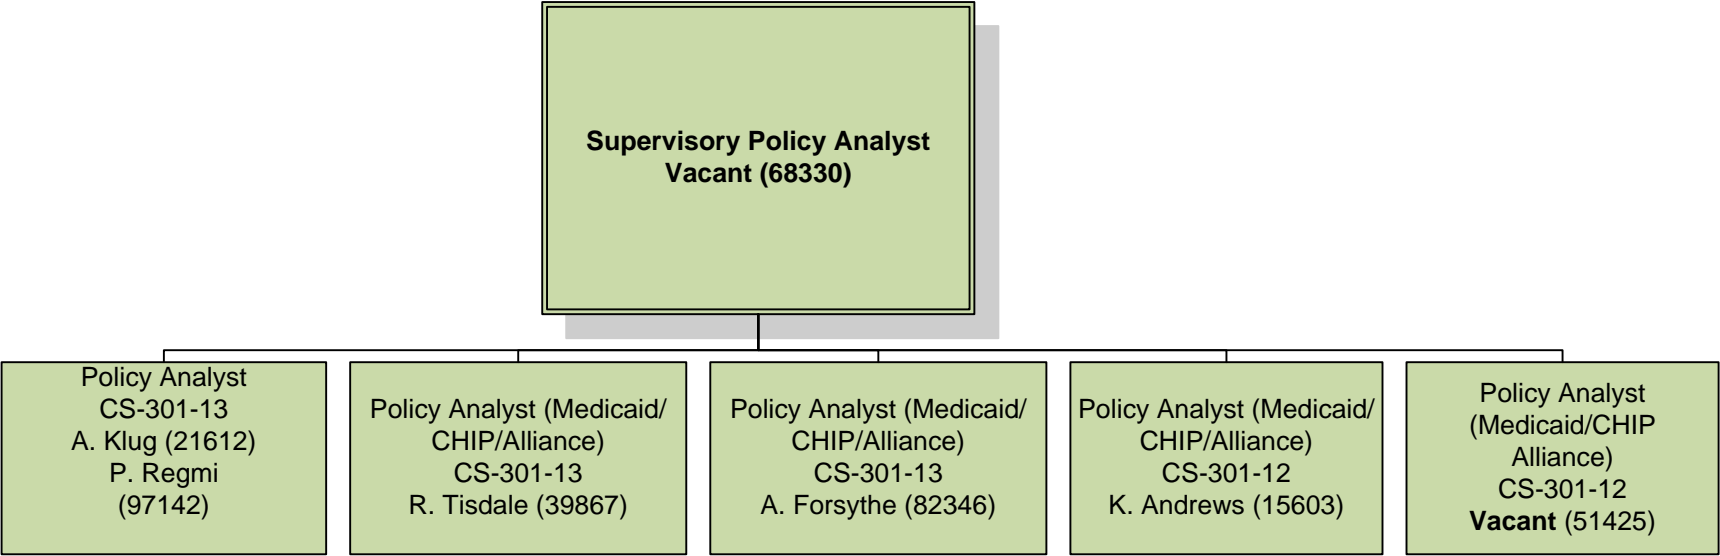 Supervisory Policy Analyst
Vacant (68330)
Policy Analyst
CS-301-13
A. Klug (21612)
P. Regmi
(97142)
Policy Analyst (Medicaid/
CHIP/Alliance)
CS-301-13
R. Tisdale (39867)
Policy Analyst (Medicaid/
CHIP/Alliance)
CS-301-13
A. Forsythe (82346)
Policy Analyst (Medicaid/
CHIP/Alliance)
CS-301-12
K. Andrews (15603)
Policy Analyst
(Medicaid/CHIP
Alliance)
CS-301-12
Vacant (51425)